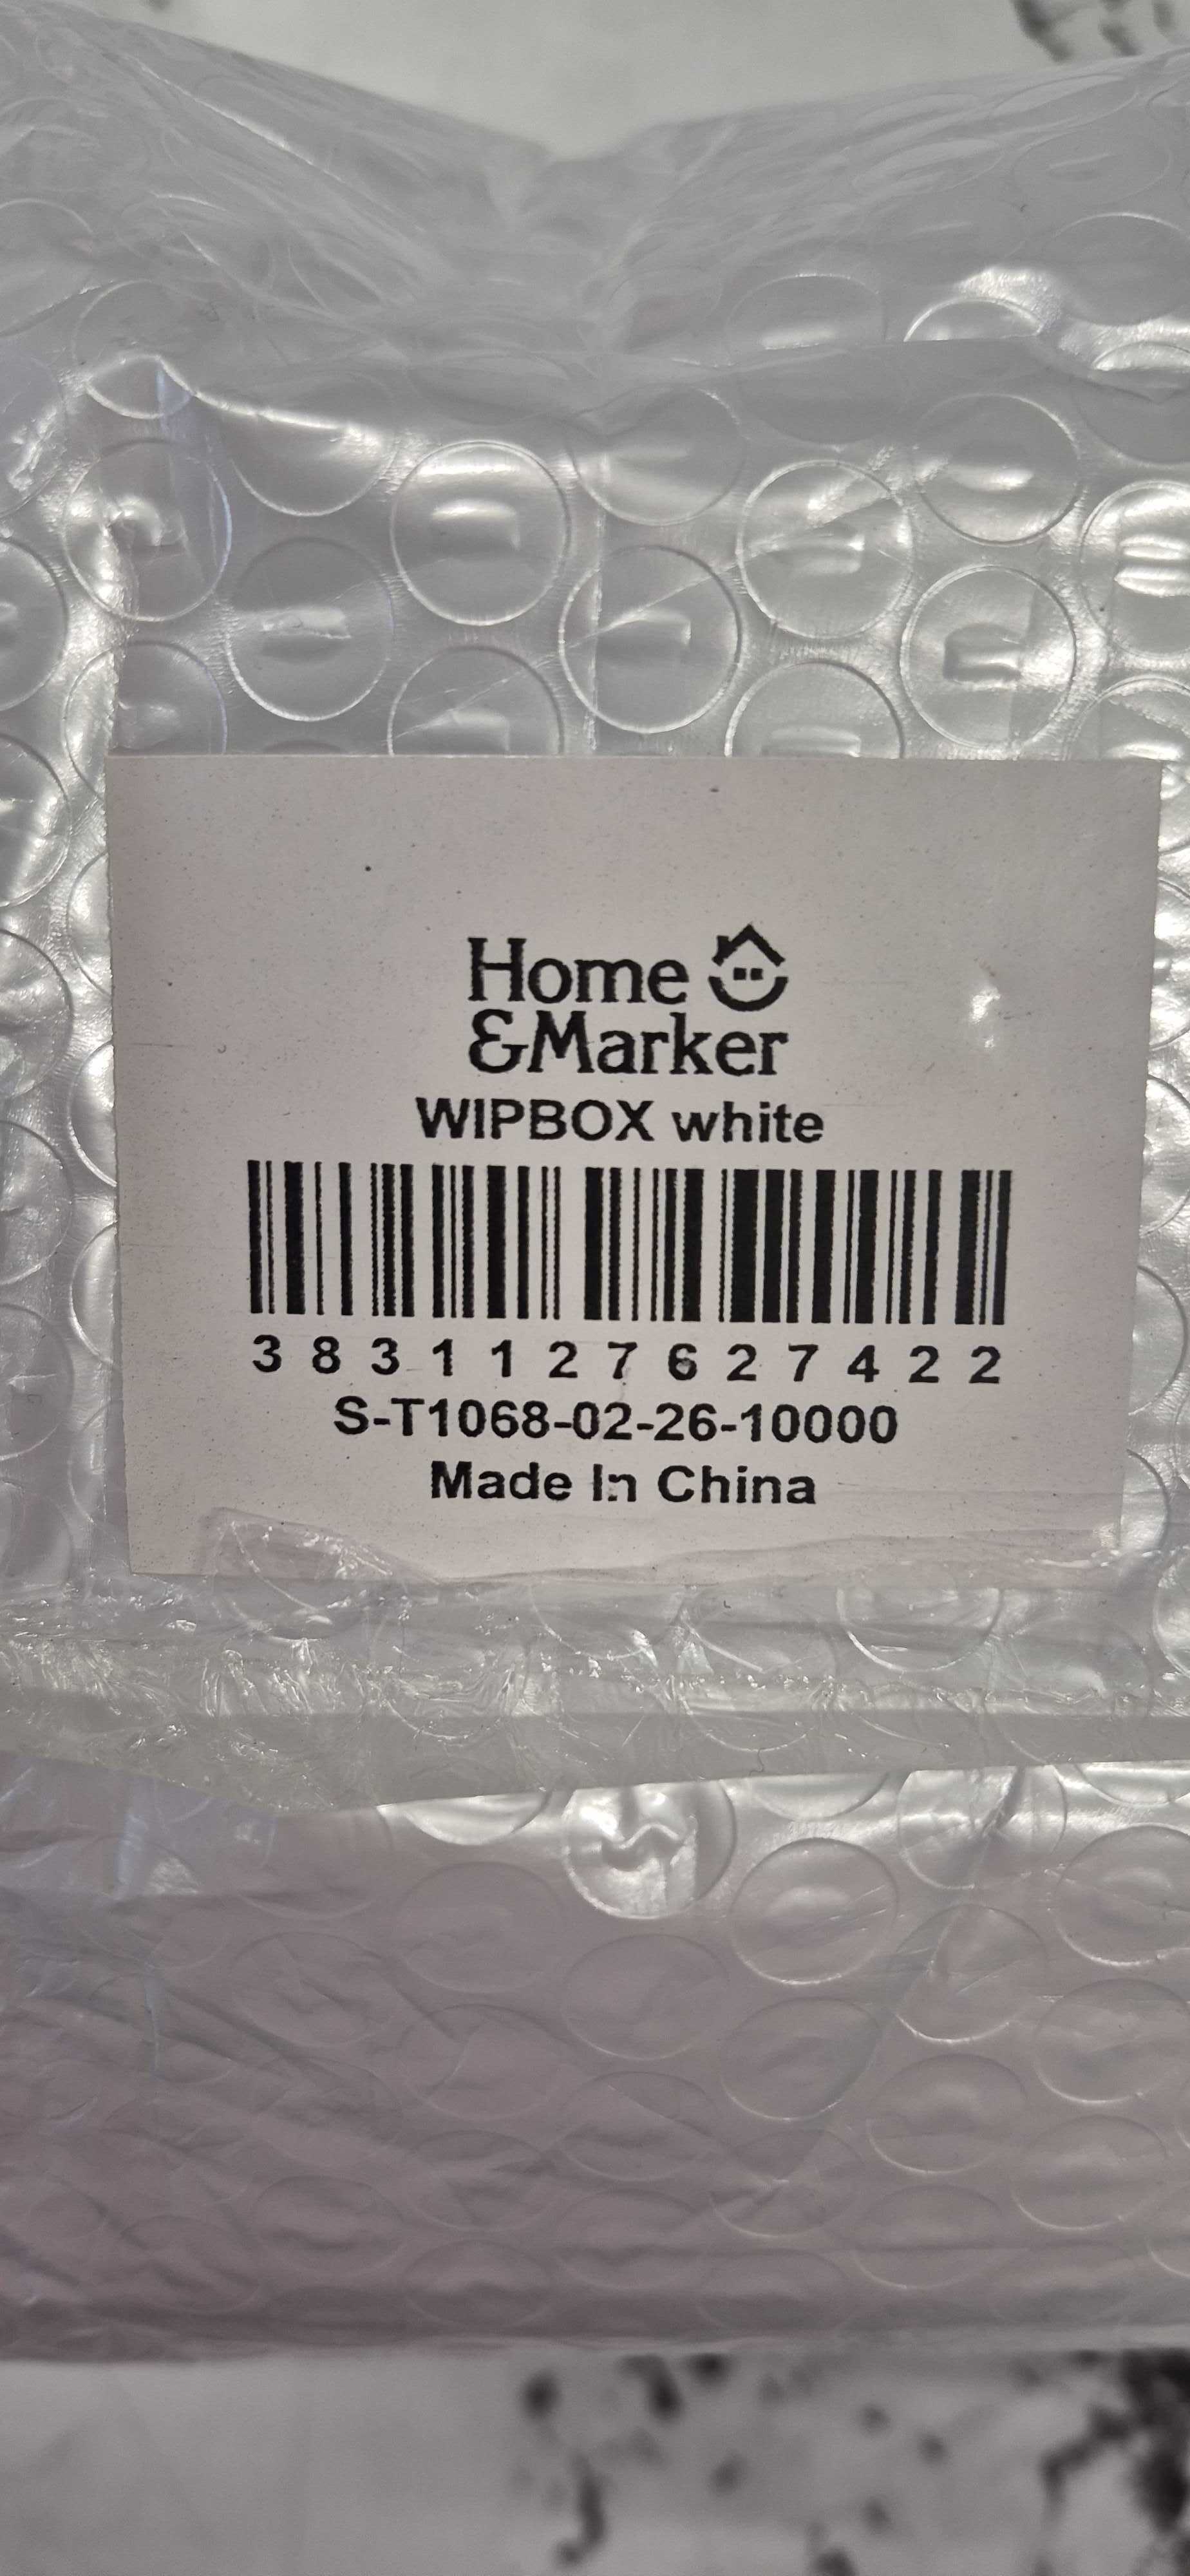 Home
&Marker
WIPBOX white
3831127627422
S-T1068-02-26-10000
Made In China